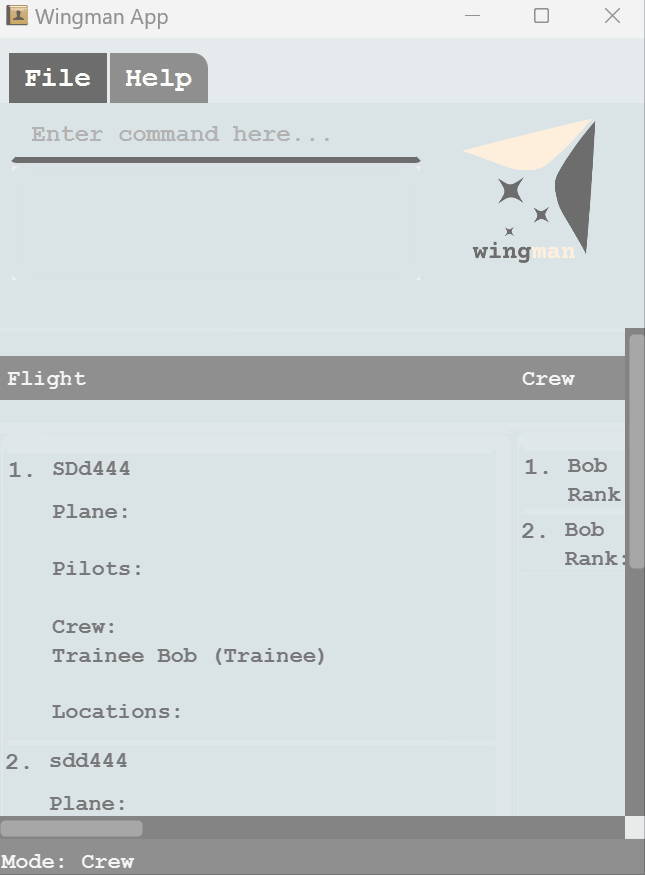 Wingman App
File Help
Enter command here...
wingman
Flight Crew
1. SDd444
Plane:
Pilots:
Crew:
Trainee Bob (Trainee)
Locations:
2. sdd444
Plane:
1. Bob
Rank
2. Bob
Rank:
Mode: Crew